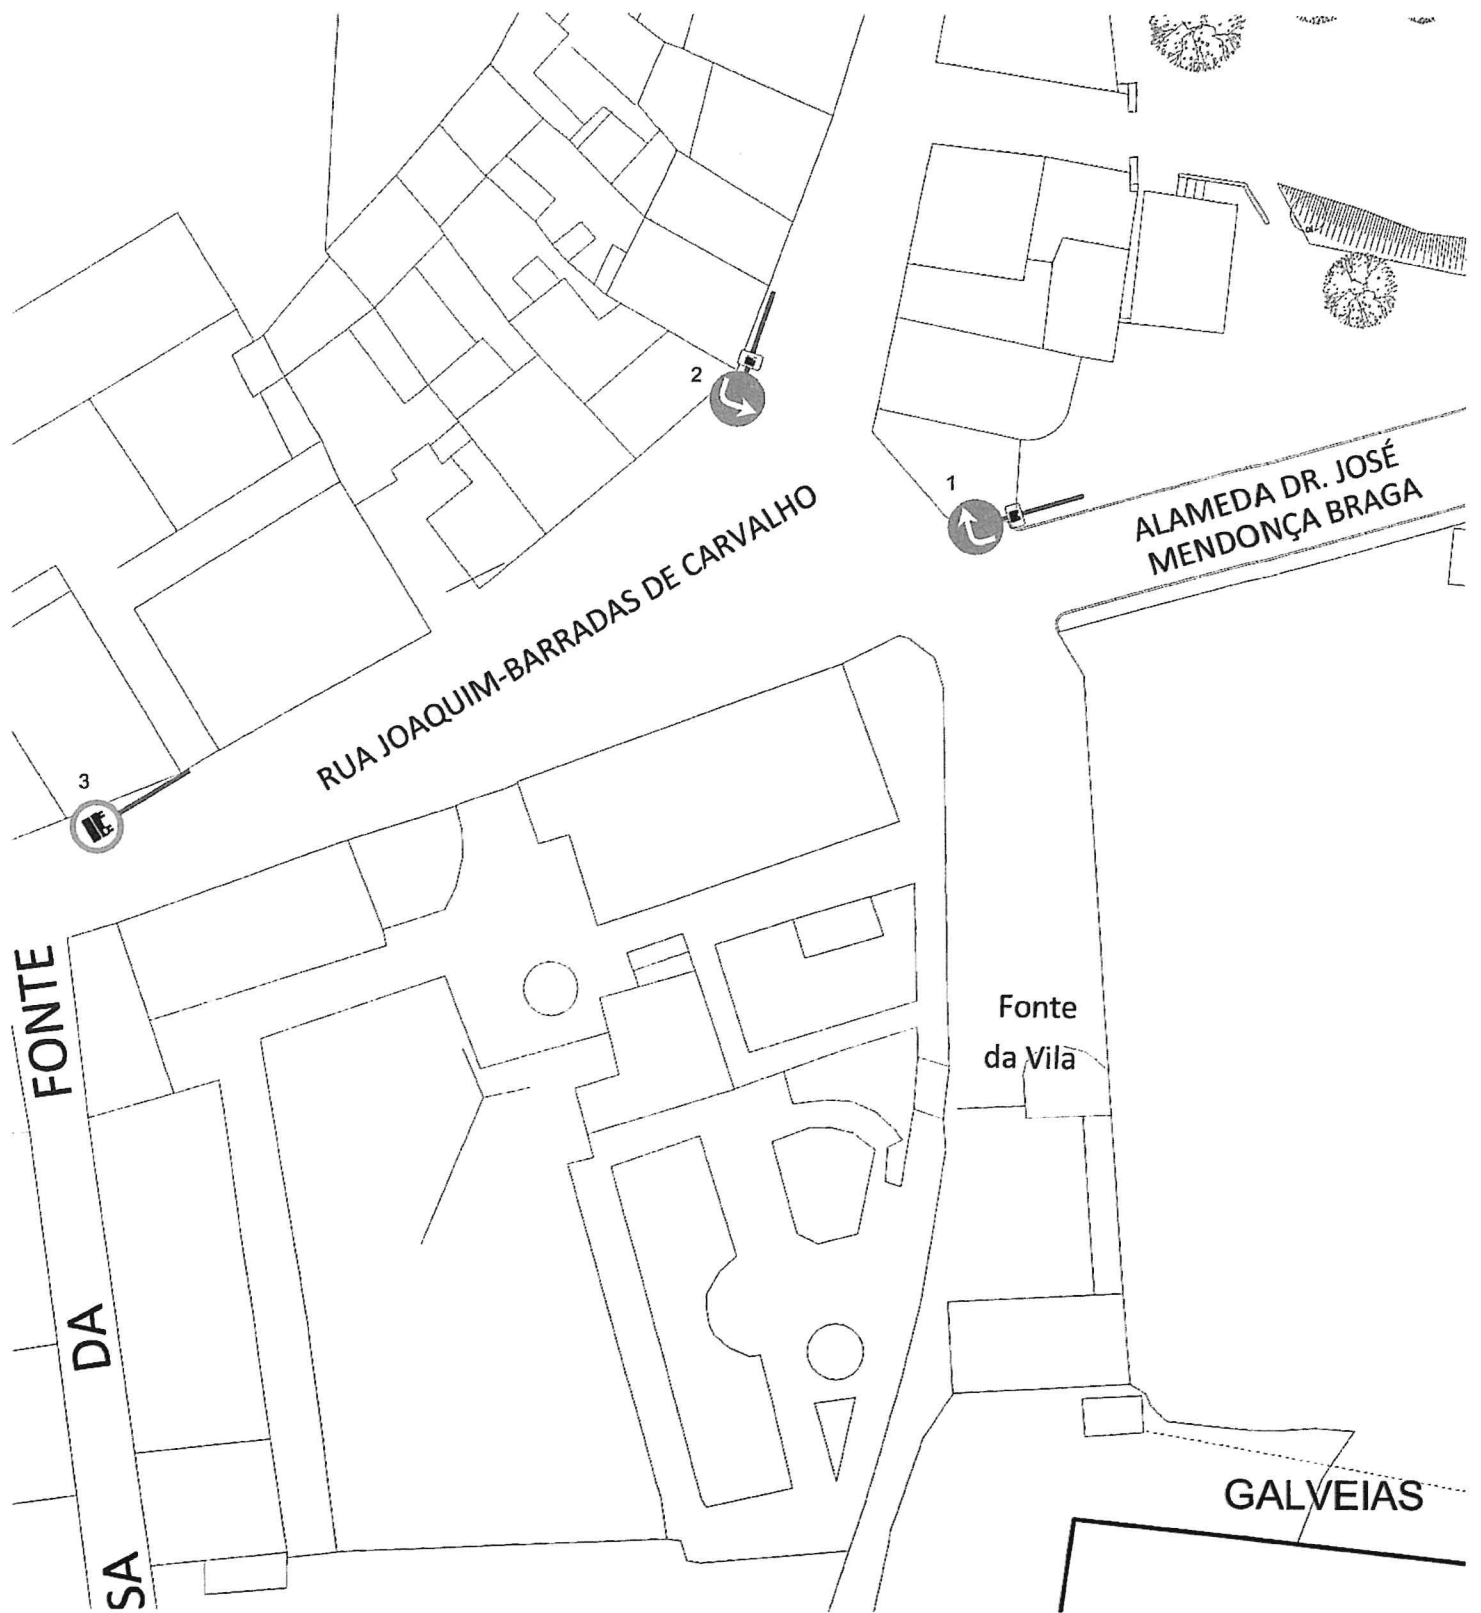 2
1
ALAMEDA DR. JOSÉ
MENDONÇA BRAGA
RUA JOAQUIM-BARRADAS DE CARVALHO
3
FONTE
DA
SA
Fonte
da Vila
GALVEIAS